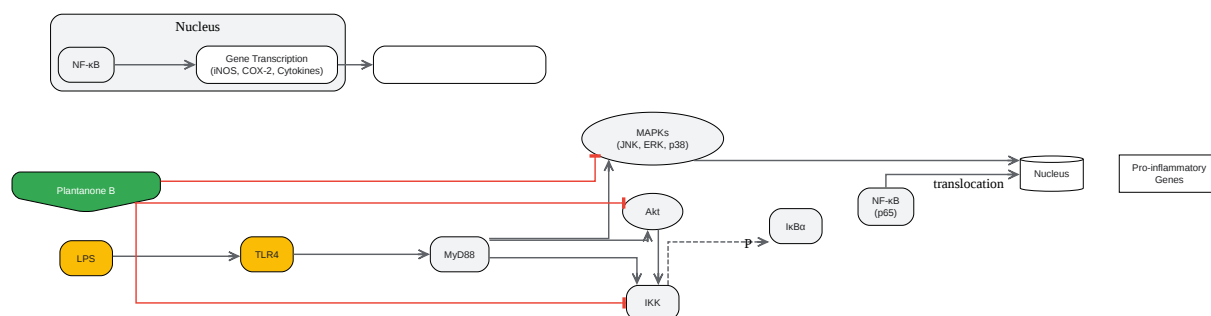 Nucleus
NF-κB
Gene Transcription
(iNOS, COX-2, Cytokines)
MAPKs
(JNK, ERK, p38)
Plantanone B
Nucleus
Pro-inflammatory
Genes
translocation
NF-κB
(p65)
Akt
IκBα
P
LPS
TLR4
MyD88
IKK